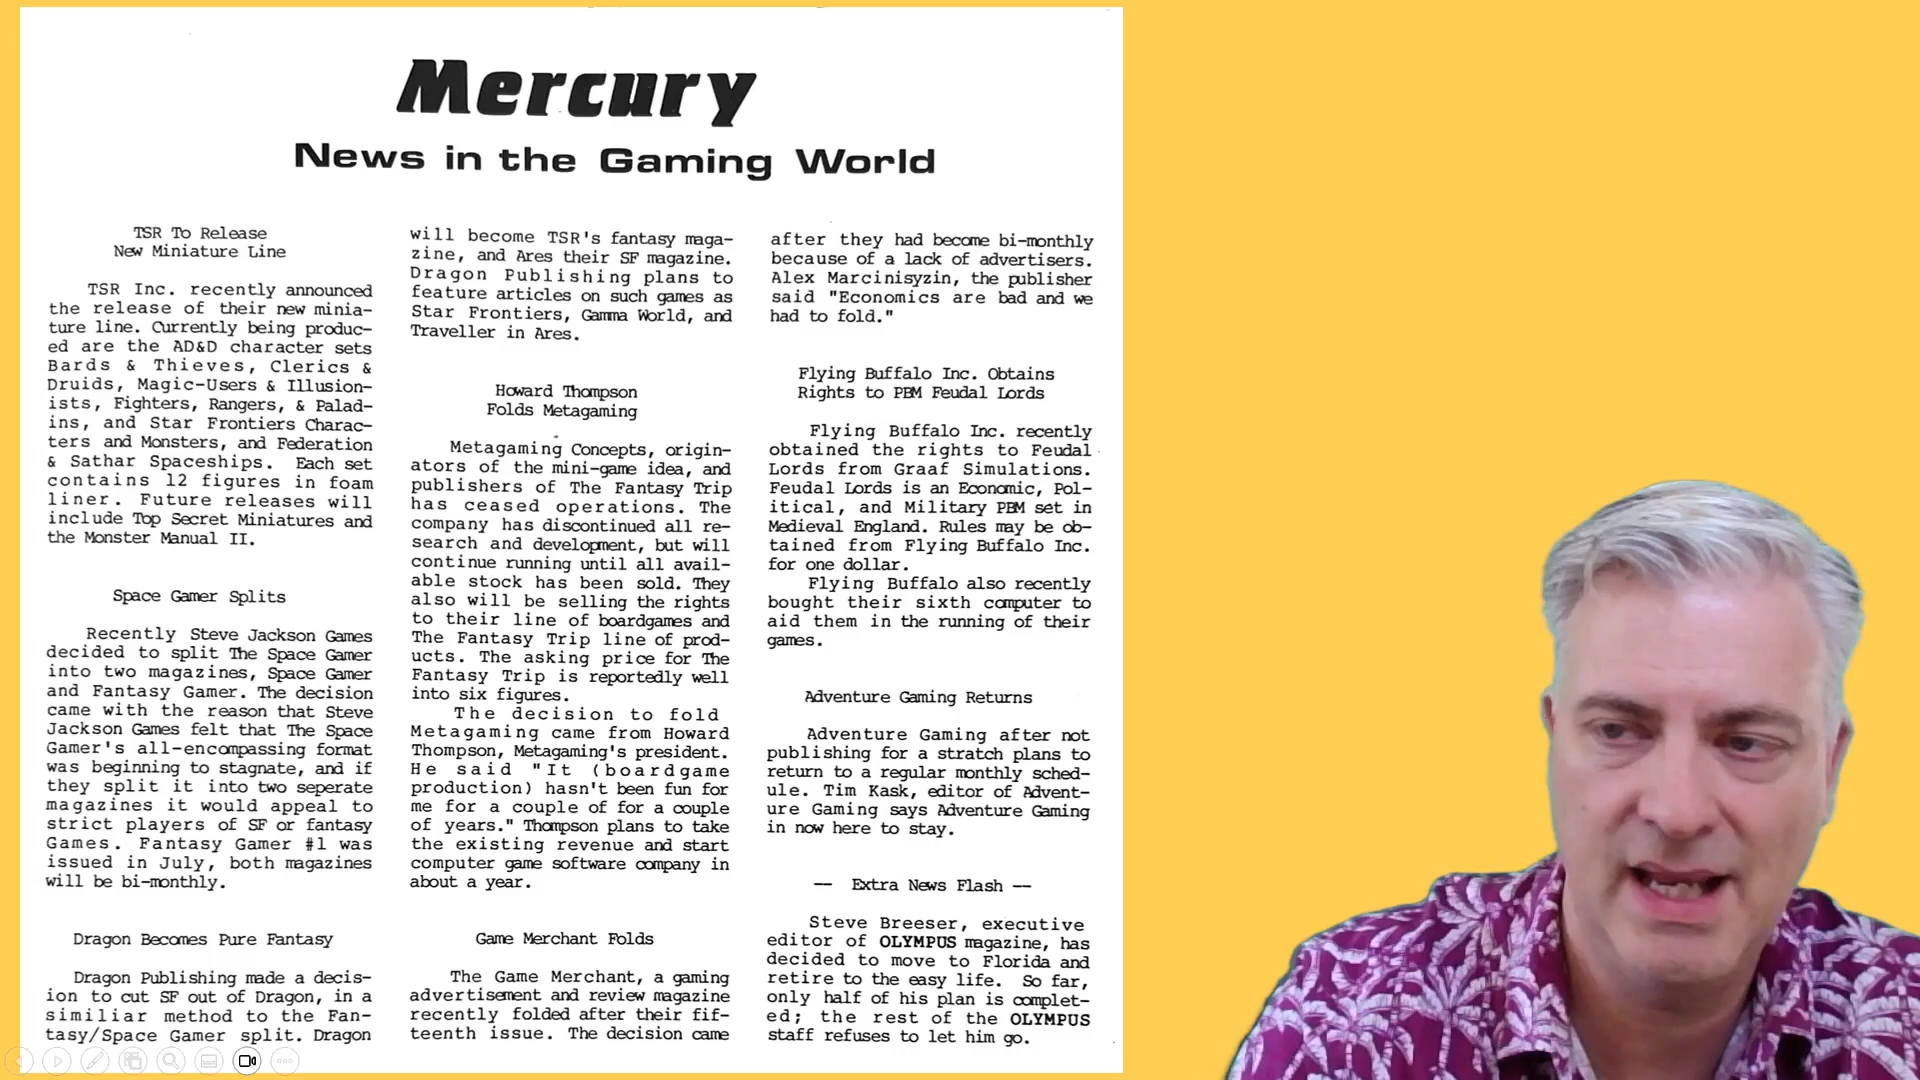 Mercury
News in the Gaming World
TSR To Release
New Miniature Line
TSR Inc. recently announced
the release of their new minia-
ture line. Currently being produc-
ed are the AD&D character sets
Bards & Thieves, Clerics &
Druids, Magic-Users & Illusion-
ists, Fighters, Rangers, & Palad-
ins, and Star Frontiers Charac-
ters and Monsters, and Federation
& Sathar Spaceships. Each set
contains 12 figures in foam
liner. Future releases will
include Top Secret Miniatures and
the Monster Manual II.
Space Gamer Splits
Recently Steve Jackson Games
decided to split The Space Gamer
into two magazines, Space Gamer
and Fantasy Gamer. The decision
came with the reason that Steve
Jackson Games felt that The Space
Gamer's all-encompassing format
was beginning to stagnate, and if
they split it into two seperate
magazines it would appeal to
strict players of SF or fantasy
Games. Fantasy Gamer #1 was
issued in July, both magazines
will be bi-monthly.
Dragon Becomes Pure Fantasy
Dragon Publishing made a decis-
ion to cut SF out of Dragon, in a
similiar method to the Fan-
tasy/Space Gamer split. Dragon
will become TSR's fantasy maga-
zine, and Ares their SF magazine.
Dragon Publishing plans to
feature articles on such games as
Star Frontiers, Gamma World, and
Traveller in Ares.
Howard Thompson
Folds Metagaming
Metagaming Concepts, origin-
ators of the mini-game idea, and
publishers of The Fantasy Trip
has ceased operations. The
company has discontinued all re-
search and development, but will
continue running until all avail-
able stock has been sold. They
also will be selling the rights
to their line of boardgames and
The Fantasy Trip line of prod-
ucts. The asking price for The
Fantasy Trip is reportedly well
into six figures.
The decision to fold
Metagaming came from Howard
Thompson, Metagaming's president.
He said "It (boardgame
production) hasn't been fun for
me for a couple of for a couple
of years." Thompson plans to take
the existing revenue and start
computer game software company in
about a year.
Game Merchant Folds
The Game Merchant, a gaming
advertisement and review magazine
recently folded after their fif-
teenth issue. The decision came
after they had become bi-monthly
because of a lack of advertisers.
Alex Marcinisyzin, the publisher
said "Economics are bad and we
had to fold."
Flying Buffalo Inc. Obtains
Rights to PBM Feudal Lords
Flying Buffalo Inc. recently
obtained the rights to Feudal
Lords from Graaf Simulations.
Feudal Lords is an Economic, Pol-
itical, and Military PBM set in
Medieval England. Rules may be ob-
tained from Flying Buffalo Inc.
for one dollar.
Flying Buffalo also recently
bought their sixth computer to
aid them in the running of their
games.
Adventure Gaming Returns
Adventure Gaming after not
publishing for a stratch plans to
return to a regular monthly sched-
ule. Tim Kask, editor of Advent-
ure Gaming says Adventure Gaming
in now here to stay.
-- Extra News Flash --
Steve Breeser, executive
editor of OLYMPUS magazine, has
decided to move to Florida and
retire to the easy life. So far,
only half of his plan is complet-
ed; the rest of the OLYMPUS
staff refuses to let him go.